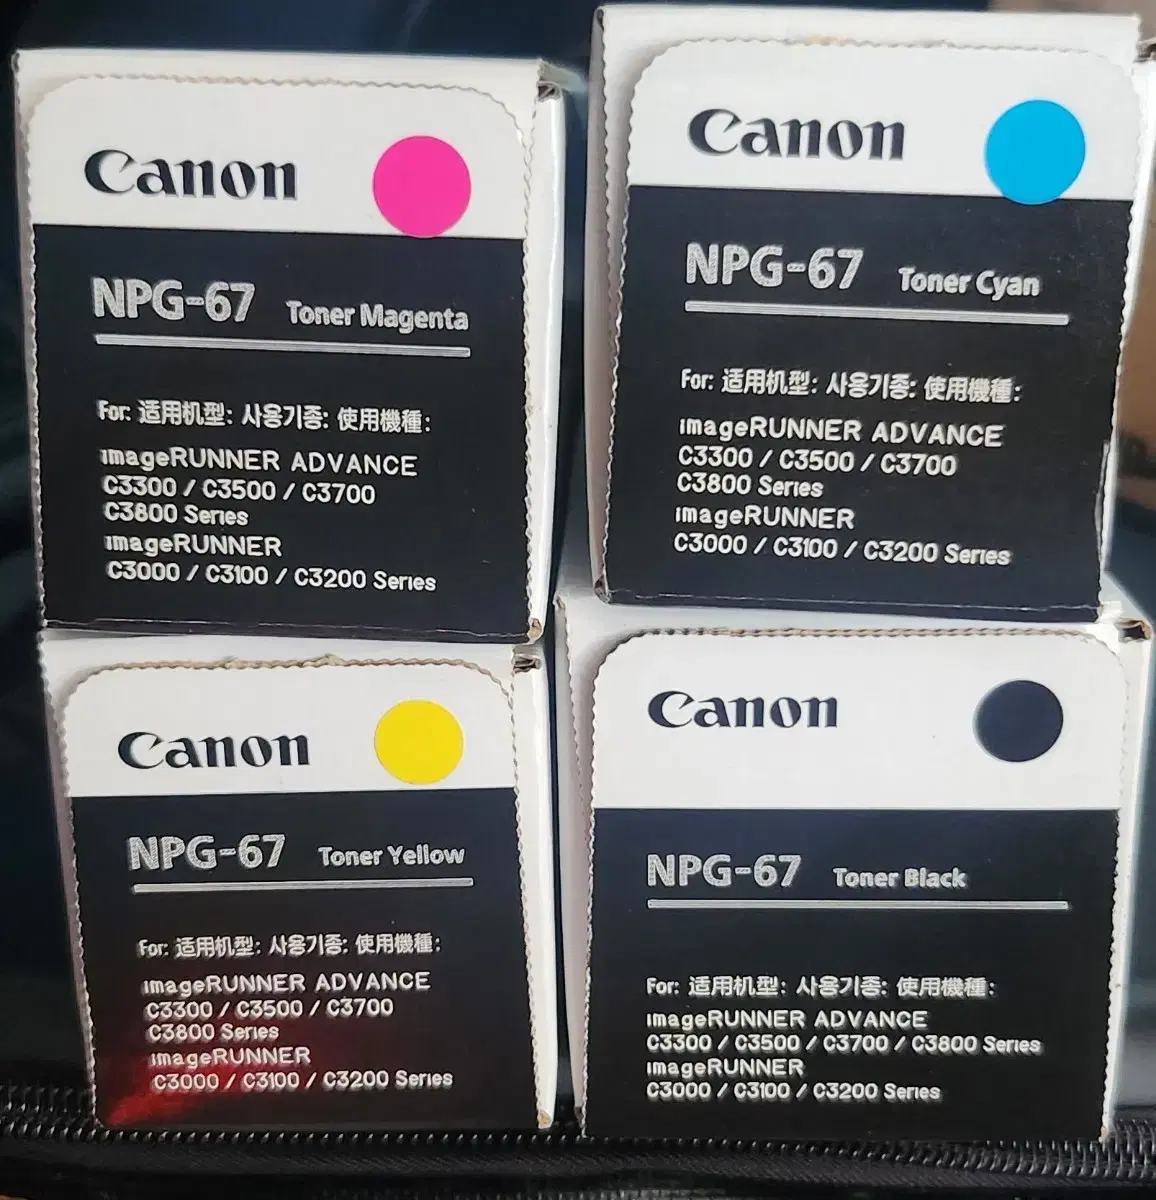 Canon
NPG-67 Toner Magenta
For: 适用机型: 사용기종: 使用機種:
imageRUNNER ADVANCE
C3300 / C3500 / C3700
C3800 Series
imageRUNNER
C3000 / C3100 / C3200 Series
Canon
NPG-67 Toner Cyan
For: 适用机型: 사용기종: 使用機種:
imageRUNNER ADVANCE
C3300 / C3500 / C3700
C3800 Series
imageRUNNER
C3000 / C3100 / C3200 Series
Canon
NPG-67 Toner Yellow
For: 适用机型: 사용기종: 使用機種:
imageRUNNER ADVANCE
C3300 / C3500 / C3700
C3800 Series
imageRUNNER
C3000 / C3100 / C3200 Series
Canon
NPG-67 Toner Black
For: 适用机型: 사용기종: 使用機種:
imageRUNNER ADVANCE
C3300 / C3500 / C3700 / C3800 Series
imageRUNNER
C3000 / C3100 / C3200 Series